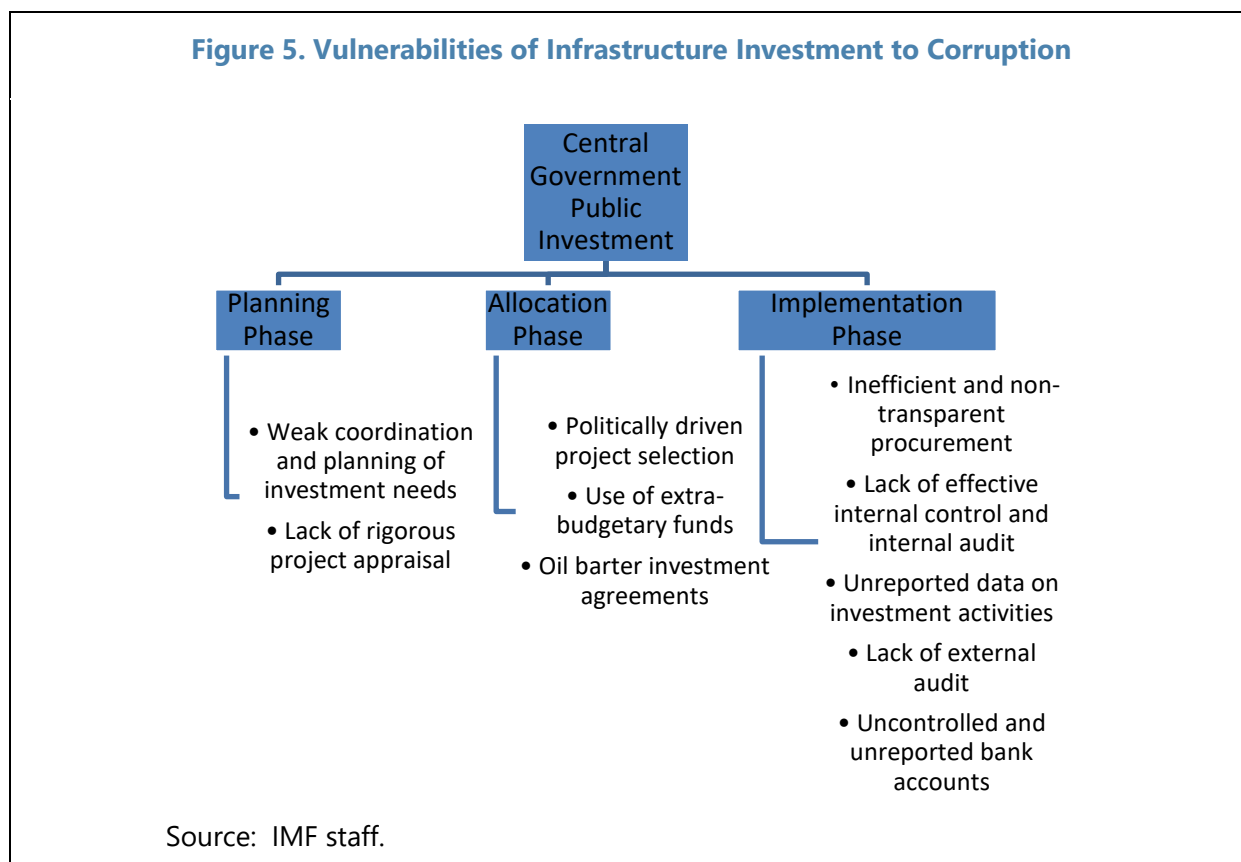 Figure 5. Vulnerabilities of Infrastructure Investment to Corruption
Central
Government
Public
Investment
Planning
Phase
• Weak coordination
and planning of
investment needs
• Lack of rigorous
project appraisal
Allocation
Phase
• Politically driven
project selection
• Use of extra-
budgetary funds
• Oil barter investment
agreements
Implementation
Phase
• Inefficient and non-
transparent
procurement
• Lack of effective
internal control and
internal audit
• Unreported data on
investment activities
• Lack of external
audit
• Uncontrolled and
unreported bank
accounts
Source: IMF staff.